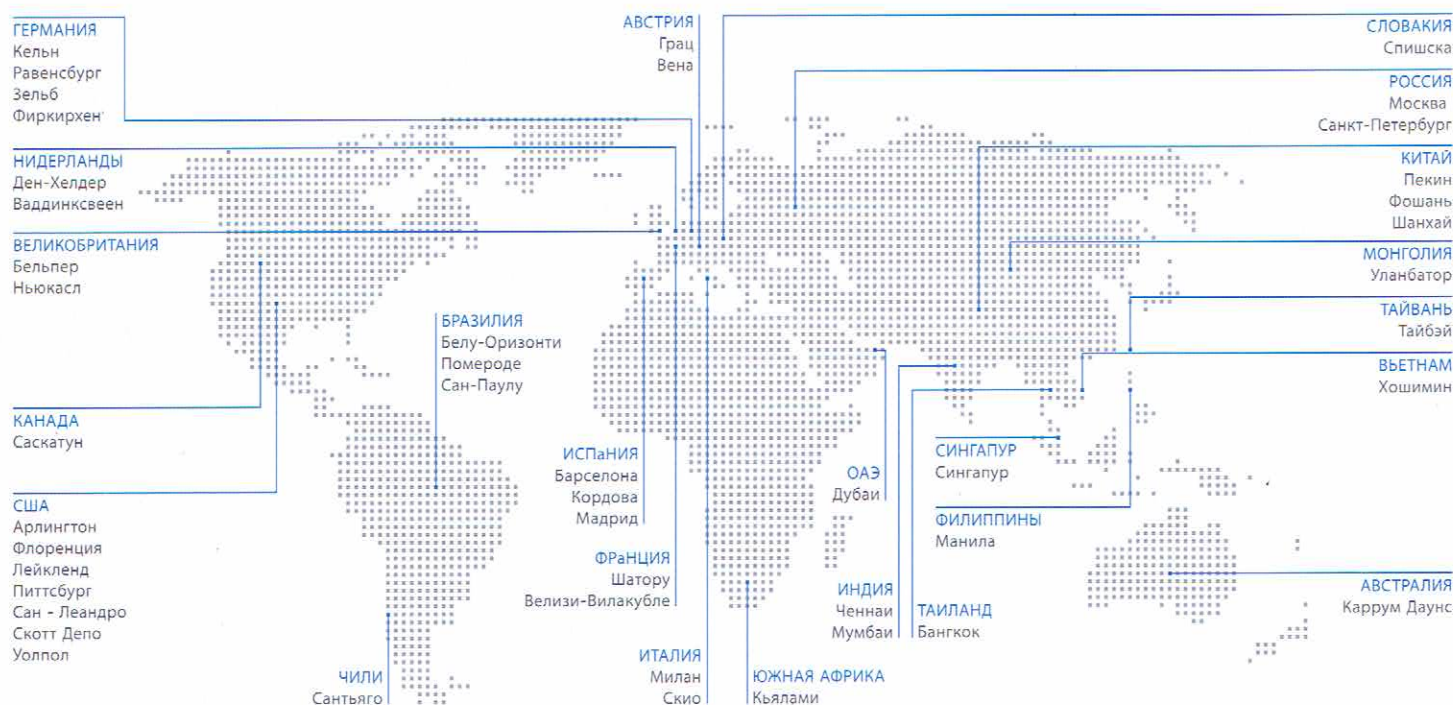 ГЕРМАНИЯ
Кельн
Равенсбург
Зельб
Фиркирхен
НИДЕРЛАНДЫ
Ден-Хелдер
Ваддинксвеен
ВЕЛИКОБРИТАНИЯ
Бельпер
Ньюкасл
КАНАДА
Саскатун
США
Арлингтон
Флоренция
Лейкленд
Питтсбург
Сан - Леандро
Скотт Депо
Уолпол
ЧИЛИ
Сантьяго
БРАЗИЛИЯ
Белу-Оризонти
Помероде
Сан-Паулу
АВСТРИЯ
Грац
Вена
ИСПаНИЯ
Барселона
Кордова
Мадрид
ФРаНЦИЯ
Шатору
Велизи-Вилакубле
ИТАЛИЯ
Милан
Скио
ЮЖНАЯ АФРИКА
Кьялами
ОАЭ
Дубаи
ИНДИЯ
Ченнаи
Мумбаи
ТАИЛАНД
Бангкок
СИНГАПУР
Сингапур
ФИЛИППИНЫ
Манила
СЛОВАКИЯ
Спишска
РОССИЯ
Москва
Санкт-Петербург
КИТАЙ
Пекин
Фошань
Шанхай
МОНГОЛИЯ
Уланбатор
ТАЙВАНЬ
Тайбэй
ВЬЕТНАМ
Хошимин
АВСТРАЛИЯ
Каррум Даунс